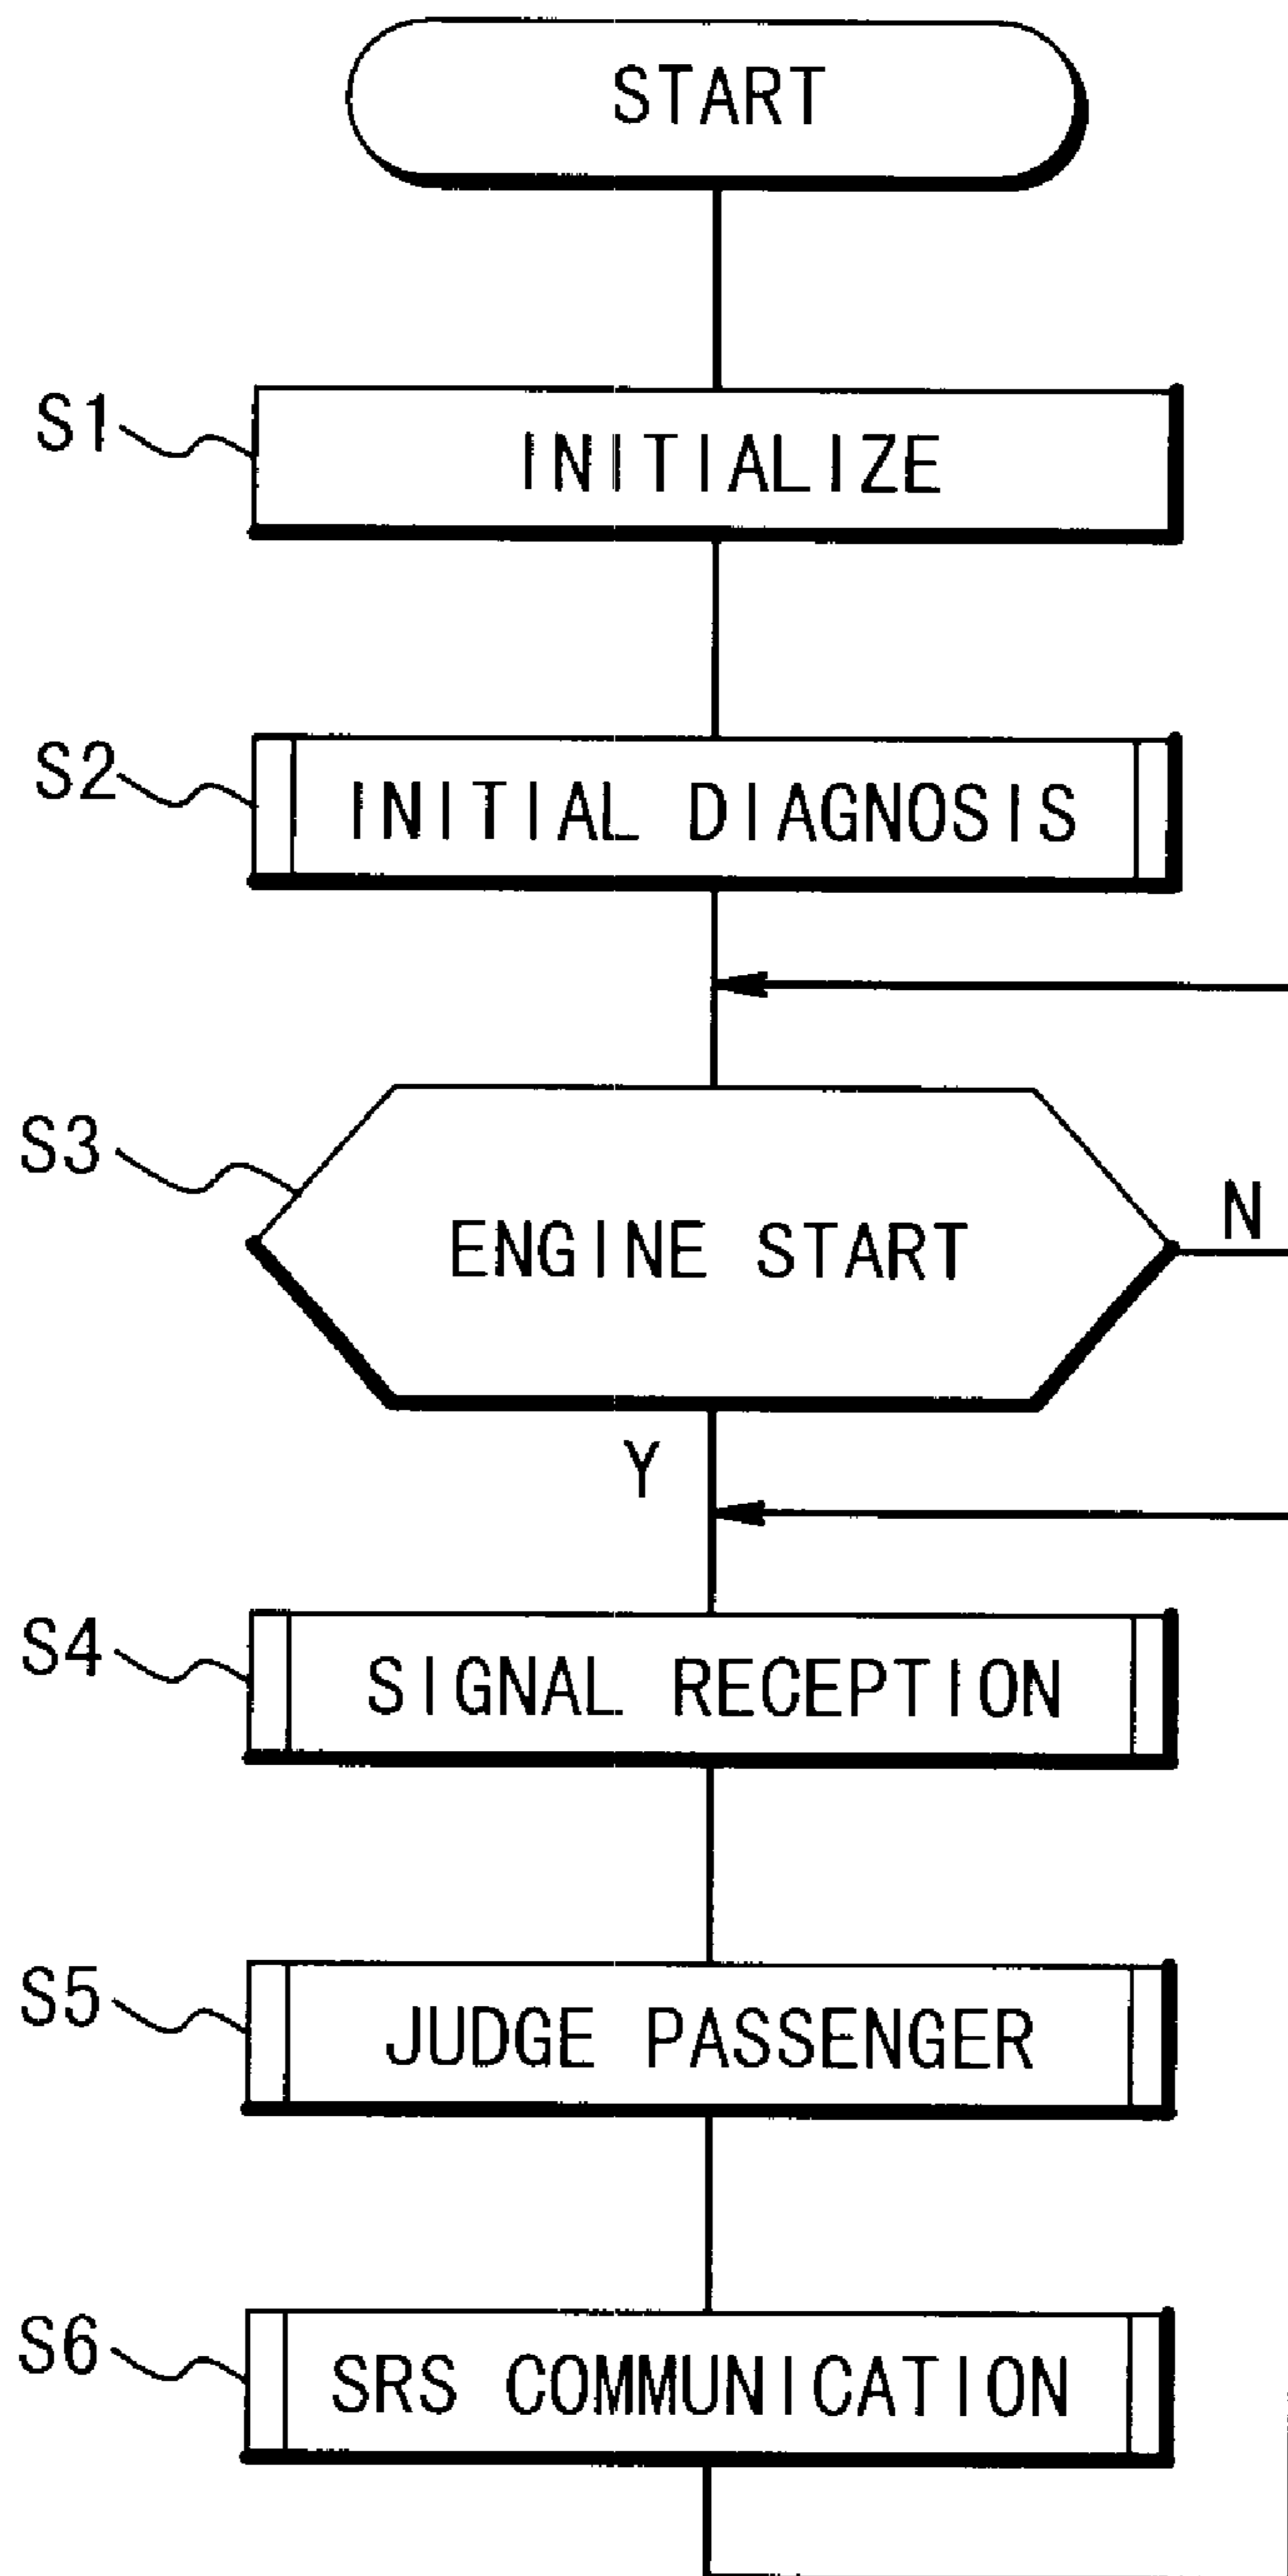 START
S1
INITIALIZE
S2
INITIAL DIAGNOSIS
S3
ENGINE START
N
Y
S4
SIGNAL RECEPTION
S5
JUDGE PASSENGER
S6
SRS COMMUNICATION